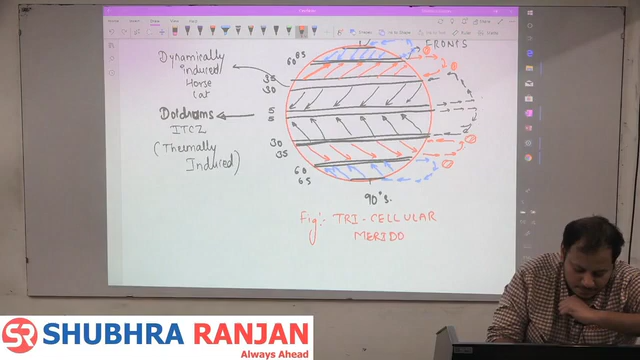 FRONTS
Dynamically
induced
Horse
Lat
Doldrums
ITCZ
(Thermally
Induced)
60 65
35
30
5
5
30
35
60
65
90°s.
Fig:- TRI-CELLULAR
MERIDO
SHUBHRA RANJAN
Always Ahead